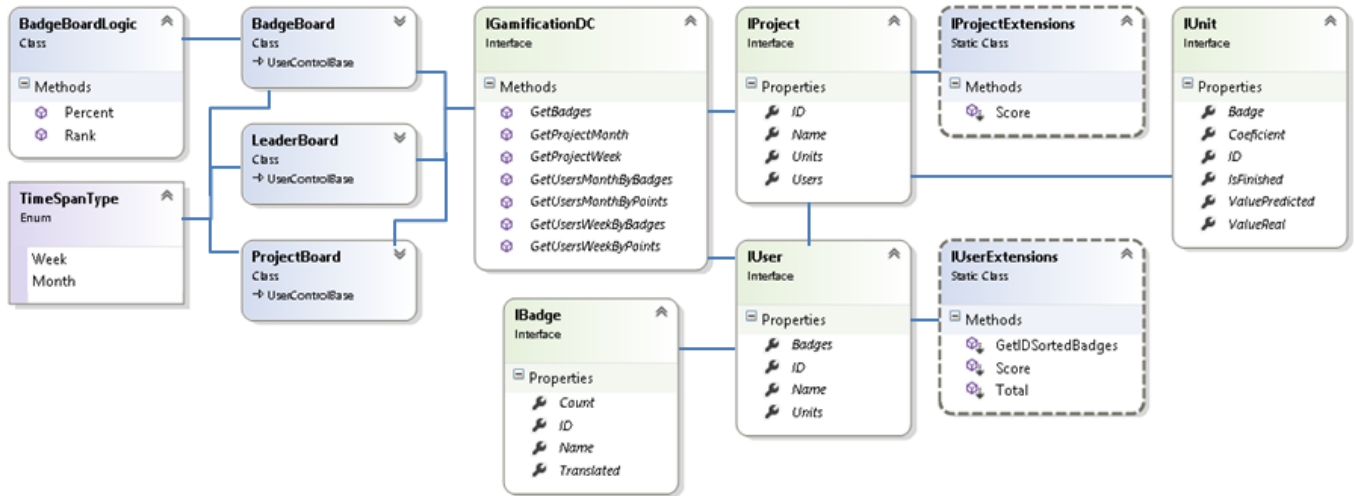 BadgeBoardLogic
Class
Methods
Percent
Rank
TimeSpanType
Enum
Week
Month
BadgeBoard
Class
UserControlBase
LeaderBoard
Class
UserControlBase
ProjectBoard
Class
UserControlBase
IGamificationDC
Interface
Methods
GetBadges
GetProjectMonth
GetProjectWeek
GetUsersMonthByBadges
GetUsersMonthByPoints
GetUsersWeekByBadges
GetUsersWeekByPoints
IBadge
Interface
Properties
Count
ID
Name
Translated
IProject
Interface
Properties
ID
Name
Units
Users
IUser
Interface
Properties
Badges
ID
Name
Units
IProjectExtensions
Static Class
Methods
Score
IUserExtensions
Static Class
Methods
GetIDSortedBadges
Score
Total
IUnit
Interface
Properties
Badge
Coeficient
ID
IsFinished
ValuePredicted
ValueReal